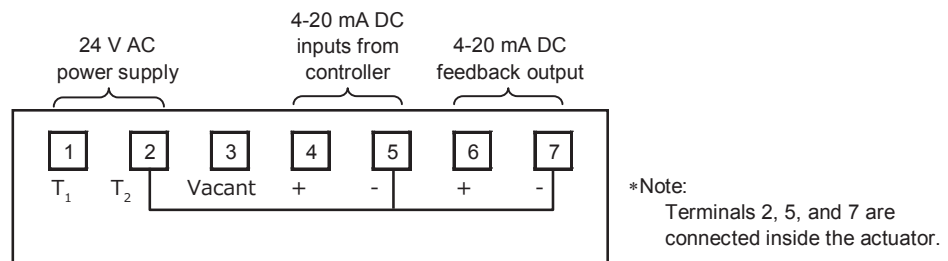 24 V AC
power supply
4-20 mA DC
inputs from
controller
4-20 mA DC
feedback output
1 2 3 4 5 6 7
T₁ T₂ Vacant + - + -
*Note:
Terminals 2, 5, and 7 are
connected inside the actuator.